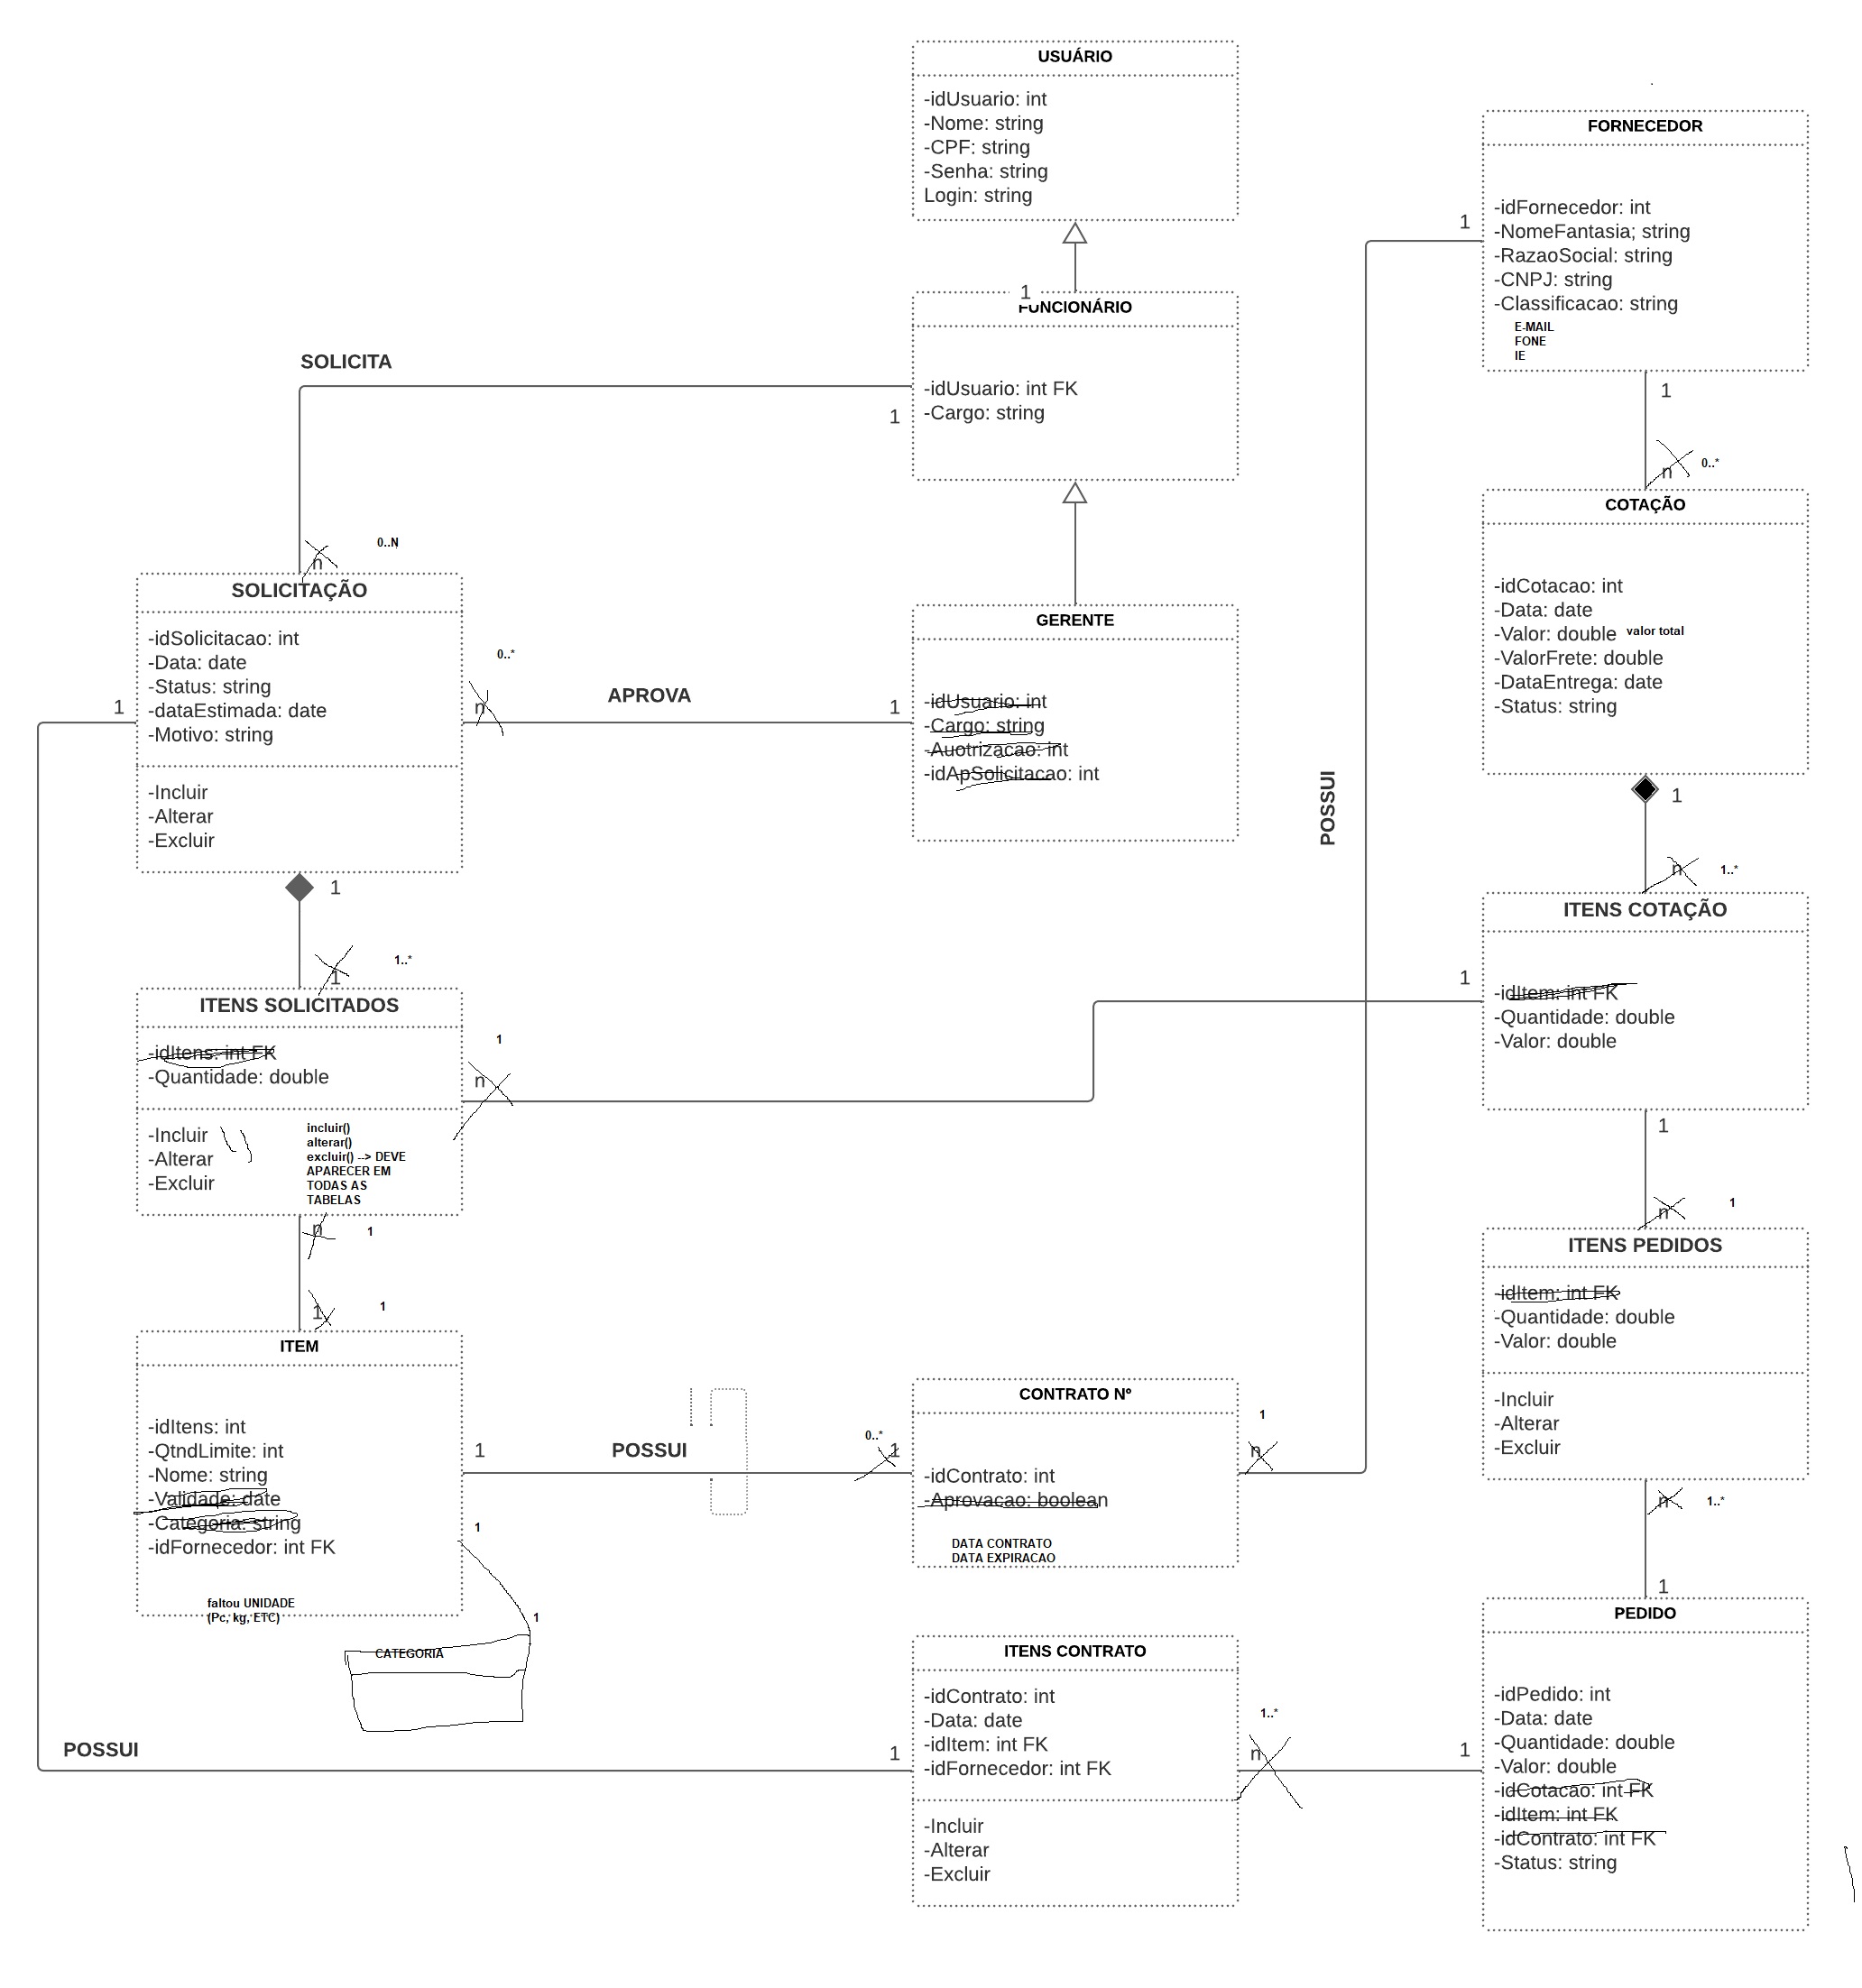 USUÁRIO
-idUsuario: int
-Nome: string
-CPF: string
-Senha: string
Login: string
1
FUNCIONÁRIO
-idUsuario: int FK
-Cargo: string
SOLICITA
1
n
0..N
SOLICITAÇÃO
-idSolicitacao: int
-Data: date
-Status: string
-dataEstimada: date
-Motivo: string
-Incluir
-Alterar
-Excluir
1
0..*
n
APROVA
1
GERENTE
-idUsuario: int
-Cargo: string
-Auotrizacao: int
-idApSolicitacao: int
1
1
1..*
ITENS SOLICITADOS
-idItens: int FK
-Quantidade: double
-Incluir
-Alterar
-Excluir
incluir()
alterar()
excluir() --> DEVE
APARECER EM
TODAS AS
TABELAS
1
n
n
1
1
1
ITEM
-idItens: int
-QtndLimite: int
-Nome: string
-Validade: date
-Categoria: string
-idFornecedor: int FK
faltou UNIDADE
(Pc, kg, ETC)
1
1
CATEGORIA
1
POSSUI
0..*
1
CONTRATO Nº
-idContrato: int
-Aprovacao: boolean
DATA CONTRATO
DATA EXPIRACAO
1
n
POSSUI
POSSUI
1
ITENS CONTRATO
-idContrato: int
-Data: date
-idItem: int FK
-idFornecedor: int FK
-Incluir
-Alterar
-Excluir
1..*
n
1
FORNECEDOR
-idFornecedor: int
-NomeFantasia; string
-RazaoSocial: string
-CNPJ: string
-Classificacao: string
E-MAIL
FONE
IE
1
1
n
0..*
COTAÇÃO
-idCotacao: int
-Data: date
-Valor: double valor total
-ValorFrete: double
-DataEntrega: date
-Status: string
1
n
1..*
ITENS COTAÇÃO
-idItem: int FK
-Quantidade: double
-Valor: double
1
1
n
1
ITENS PEDIDOS
-idItem: int FK
-Quantidade: double
-Valor: double
-Incluir
-Alterar
-Excluir
n
1..*
1
PEDIDO
-idPedido: int
-Data: date
-Quantidade: double
-Valor: double
-idCotacao: int FK
-idItem: int FK
-idContrato: int FK
-Status: string